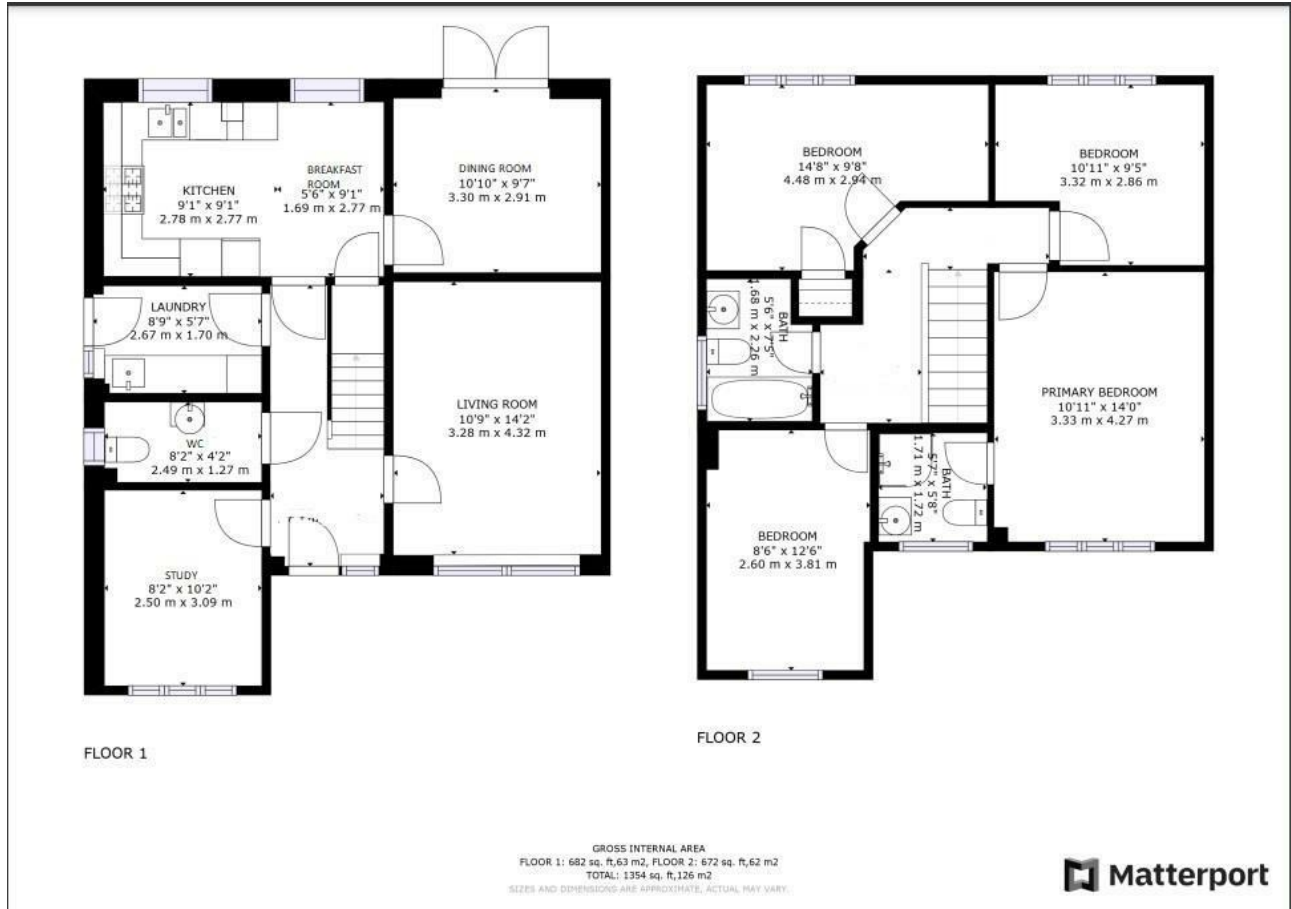 KITCHEN
9'1" x 9'1"
2.78 m x 2.77 m
BREAKFAST
ROOM
5'6" x 9'1"
1.69 m x 2.77 m
DINING ROOM
10'10" x 9'7"
3.30 m x 2.91 m
LAUNDRY
8'9" x 5'7"
2.67 m x 1.70 m
WC
8'2" x 4'2"
2.49 m x 1.27 m
LIVING ROOM
10'9" x 14'2"
3.28 m x 4.32 m
STUDY
8'2" x 10'2"
2.50 m x 3.09 m
FLOOR 1
BEDROOM
14'8" x 9'8"
4.48 m x 2.94 m
BEDROOM
10'11" x 9'5"
3.32 m x 2.86 m
BATH
5'6" x 7'5"
1.68 m x 2.26 m
PRIMARY BEDROOM
10'11" x 14'0"
3.33 m x 4.27 m
BATH
5'7" x 5'8"
1.71 m x 1.72 m
BEDROOM
8'6" x 12'6"
2.60 m x 3.81 m
FLOOR 2
GROSS INTERNAL AREA
FLOOR 1: 682 sq. ft,63 m2, FLOOR 2: 672 sq. ft,62 m2
TOTAL: 1354 sq. ft,126 m2
SIZES AND DIMENSIONS ARE APPROXIMATE, ACTUAL MAY VARY.
Matterport